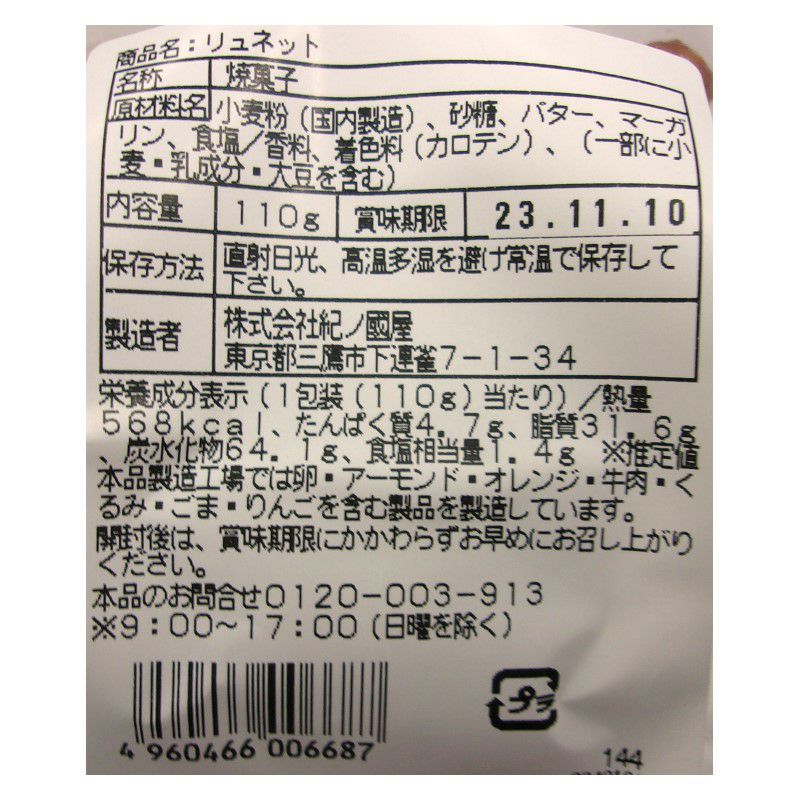 商品名：リュネット
名称 焼菓子
原材料名 小麦粉（国内製造）、砂糖、バター、マーガ
リン、食塩／香料、着色料（カロテン）、（一部に小
麦・乳成分・大豆を含む）
内容量 110g 賞味期限 23.11.10
保存方法 直射日光、高温多湿を避け常温で保存して
下さい。
製造者 株式会社紀ノ國屋
東京都三鷹市下連雀7－1－34
栄養成分表示（1包装（110g）当たり）／熱量
568kcal、たんぱく質4.7g、脂質31.6g
、炭水化物64.1g、食塩相当量1.4g ※推定値
本品製造工場では卵・アーモンド・オレンジ・牛肉・く
るみ・ごま・りんごを含む製品を製造しています。
開封後は、賞味期限にかかわらずお早めにお召し上がり
ください。
本品のお問合せ0120-003-913
※9：00～17：00（日曜を除く）
プラ
4 960466 006687
144